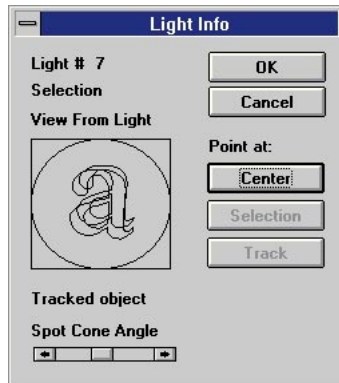 Light Info
Light # 7
Selection
View From Light
a
Tracked object
Spot Cone Angle
OK
Cancel
Point at:
Center
Selection
Track